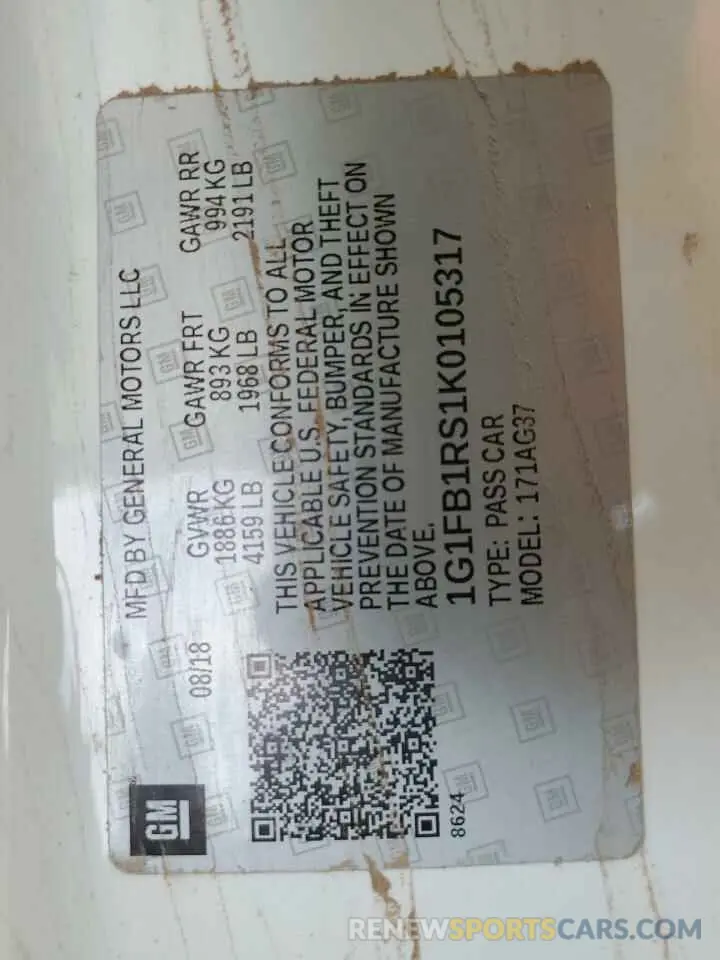 GM
MFD BY GENERAL MOTORS LLC
08/18
GVWR GAWR FRT GAWR RR
1886 KG 893 KG 994 KG
4159 LB 1968 LB 2191 LB
THIS VEHICLE CONFORMS TO ALL
APPLICABLE U.S. FEDERAL MOTOR
VEHICLE SAFETY, BUMPER, AND THEFT
PREVENTION STANDARDS IN EFFECT ON
THE DATE OF MANUFACTURE SHOWN
ABOVE.
1G1FB1RS1K0105317
TYPE: PASS CAR
MODEL: 171AG37
8624
RENEWSPORTSCARS.COM